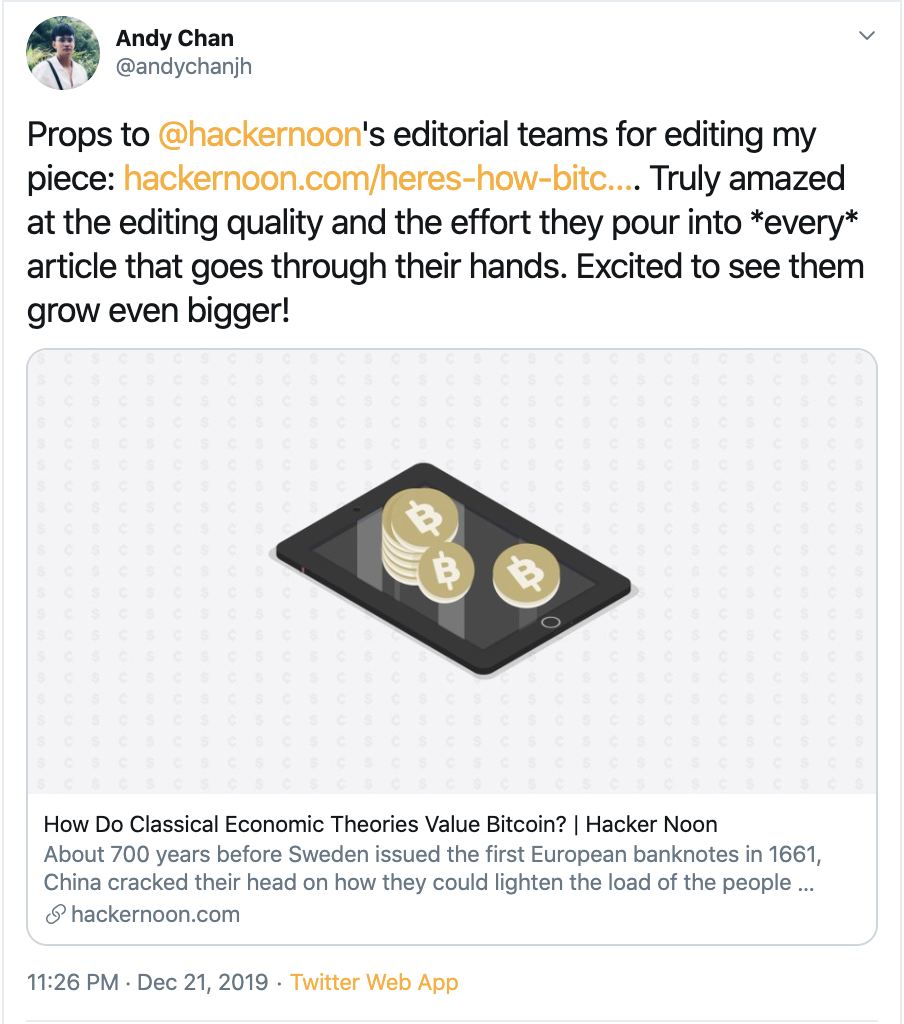 Andy Chan
@andychanjh
Props to @hackernoon's editorial teams for editing my
piece: hackernoon.com/heres-how-bitc.... Truly amazed
at the editing quality and the effort they pour into *every*
article that goes through their hands. Excited to see them
grow even bigger!
How Do Classical Economic Theories Value Bitcoin? | Hacker Noon
About 700 years before Sweden issued the first European banknotes in 1661,
China cracked their head on how they could lighten the load of the people ...
hackernoon.com
11:26 PM · Dec 21, 2019 · Twitter Web App